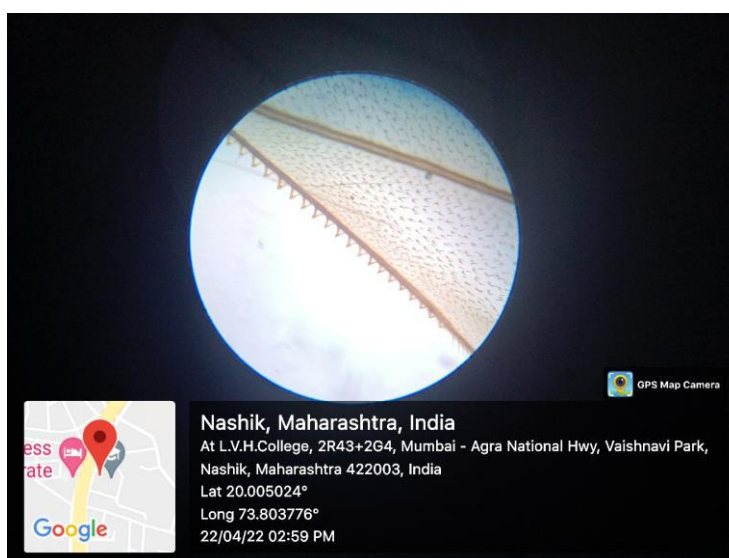 GPS Map Camera
ess
rate
Google
Nashik, Maharashtra, India
At L.V.H.College, 2R43+2G4, Mumbai - Agra National Hwy, Vaishnavi Park,
Nashik, Maharashtra 422003, India
Lat 20.005024°
Long 73.803776°
22/04/22 02:59 PM